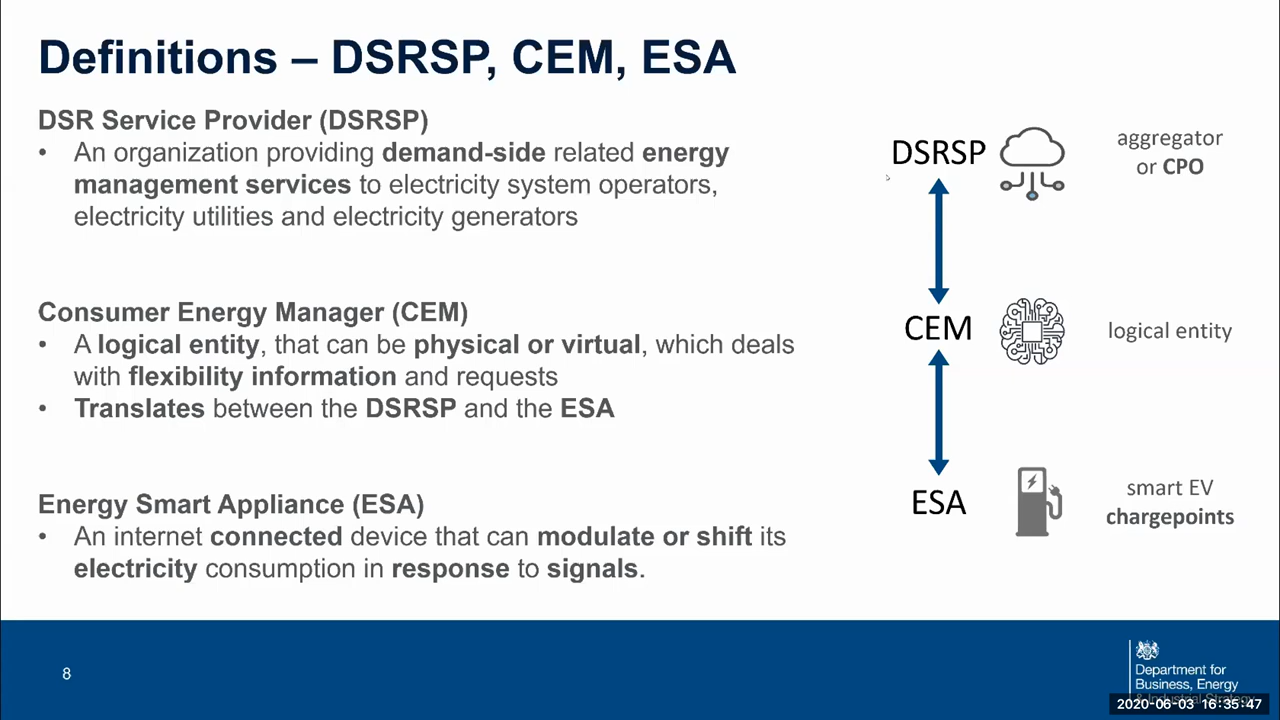 Definitions – DSRSP, CEM, ESA
DSR Service Provider (DSRSP)
• An organization providing demand-side related energy
management services to electricity system operators,
electricity utilities and electricity generators
Consumer Energy Manager (CEM)
• A logical entity, that can be physical or virtual, which deals
with flexibility information and requests
• Translates between the DSRSP and the ESA
Energy Smart Appliance (ESA)
• An internet connected device that can modulate or shift its
electricity consumption in response to signals.
DSRSP
aggregator
or CPO
CEM
logical entity
ESA
smart EV
chargepoints
8
Department for
Business, Energy
& Industrial Strategy
2020-06-03 16:35:47